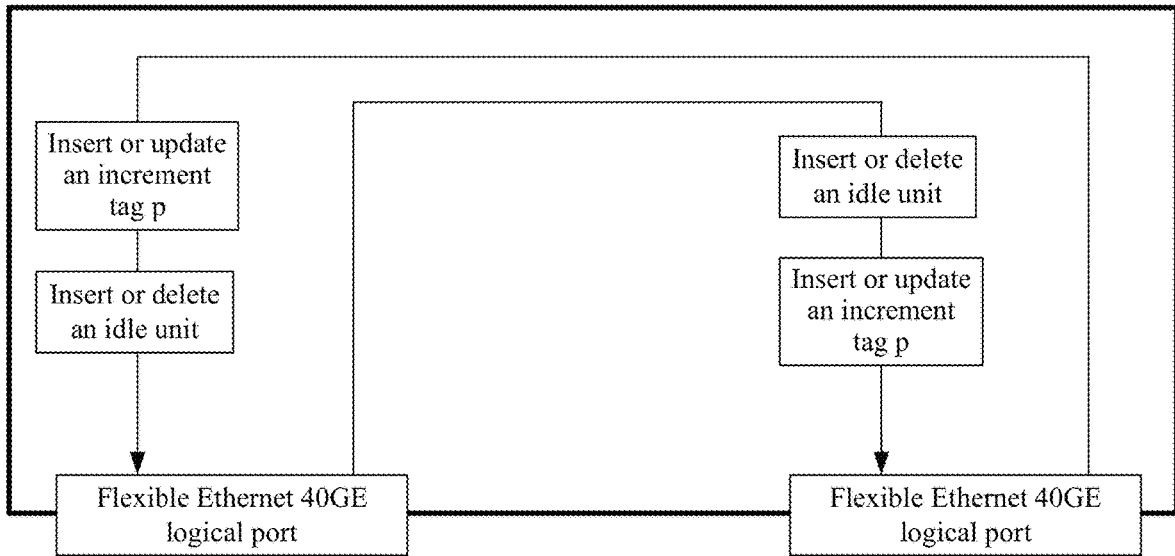 Insert or update
an increment
tag p
Insert or delete
an idle unit
Insert or delete
an idle unit
Insert or update
an increment
tag p
Flexible Ethernet 40GE
logical port
Flexible Ethernet 40GE
logical port